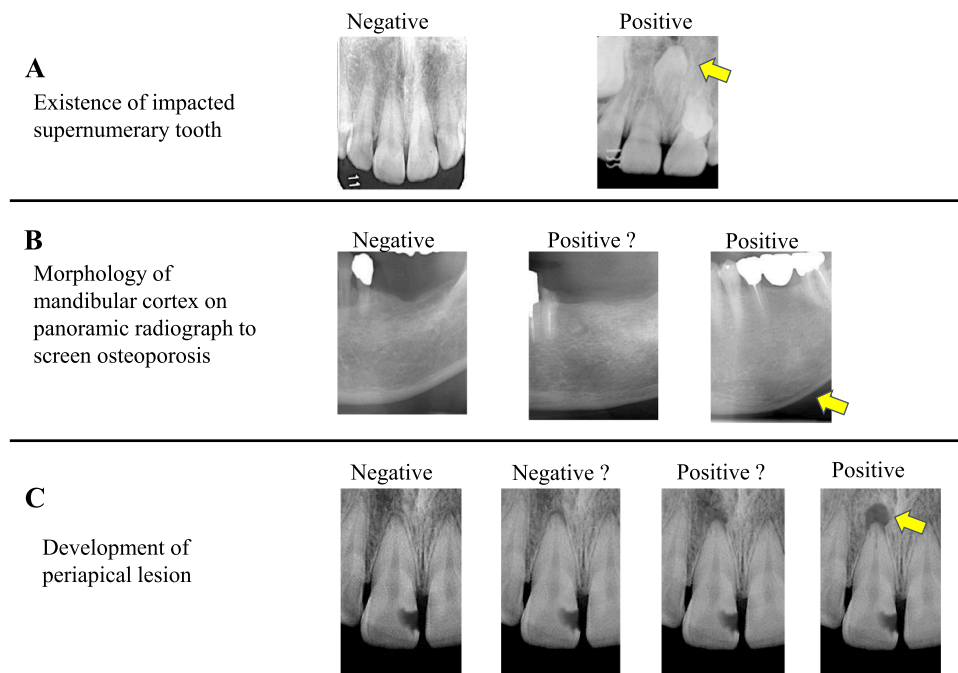 Negative
Positive
A
Existence of impacted
supernumerary tooth
11
B
Negative
Positive ?
Positive
Morphology of
mandibular cortex on
panoramic radiograph to
screen osteoporosis
C
Negative
Negative ?
Positive ?
Positive
Development of
periapical lesion